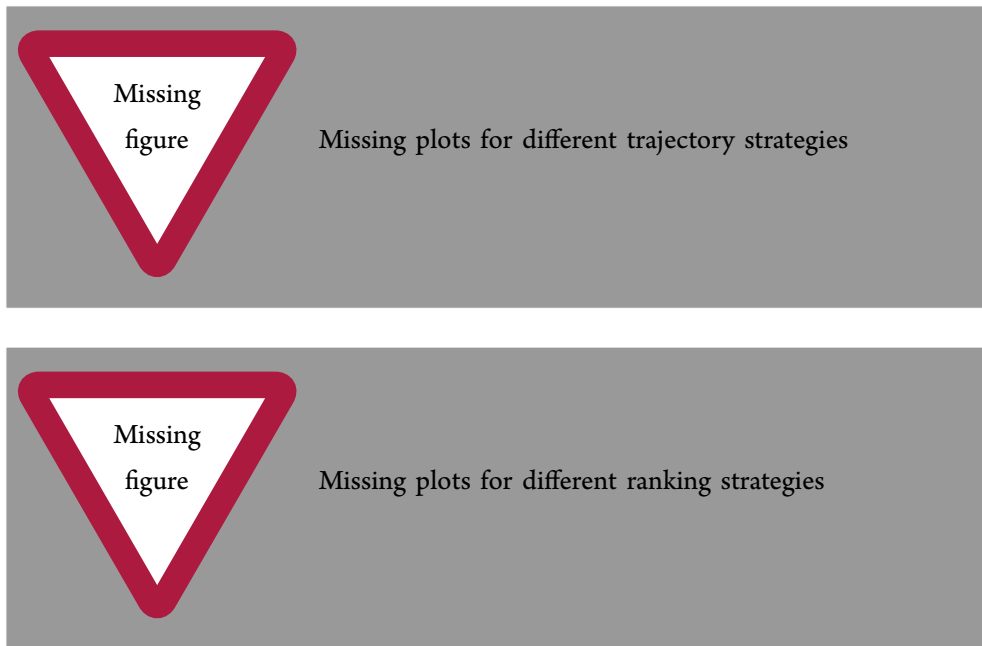 Missing
figure
Missing plots for different trajectory strategies
Missing
figure
Missing plots for different ranking strategies